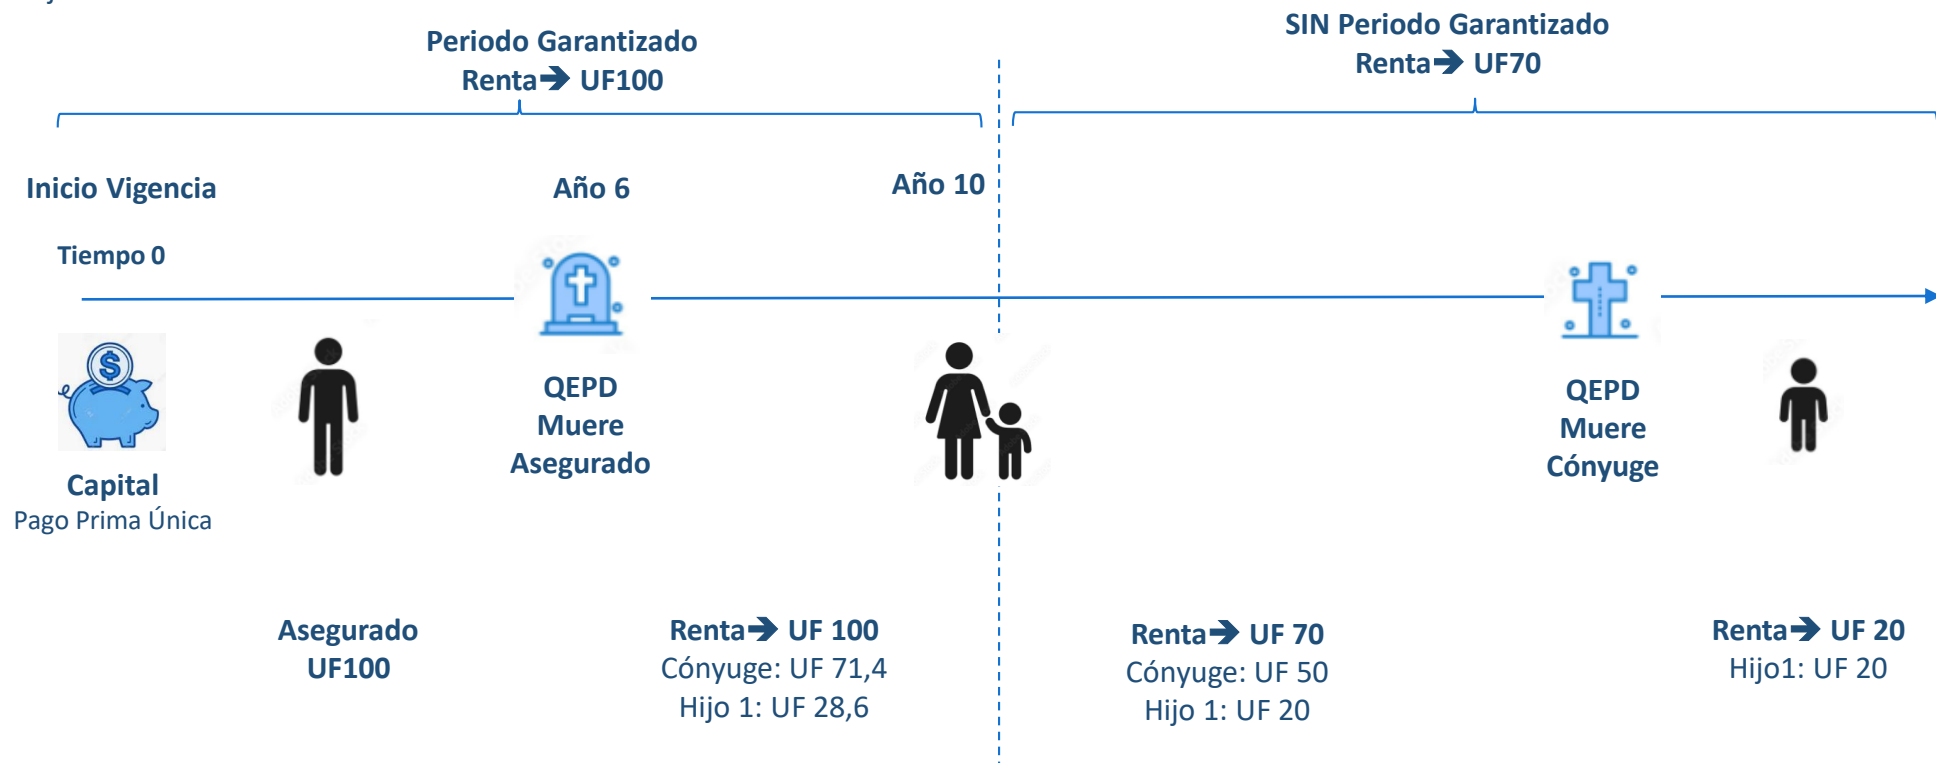 Periodo Garantizado
Renta➔ UF100
SIN Periodo Garantizado
Renta➔ UF70
Inicio Vigencia
Año 6
Año 10
Tiempo 0
$
Capital
Pago Prima Única
QEPD
Muere
Asegurado
QEPD
Muere
Cónyuge
Asegurado
UF100
Renta➔ UF 100
Cónyuge: UF 71,4
Hijo 1: UF 28,6
Renta➔ UF 70
Cónyuge: UF 50
Hijo 1: UF 20
Renta➔ UF 20
Hijo1: UF 20